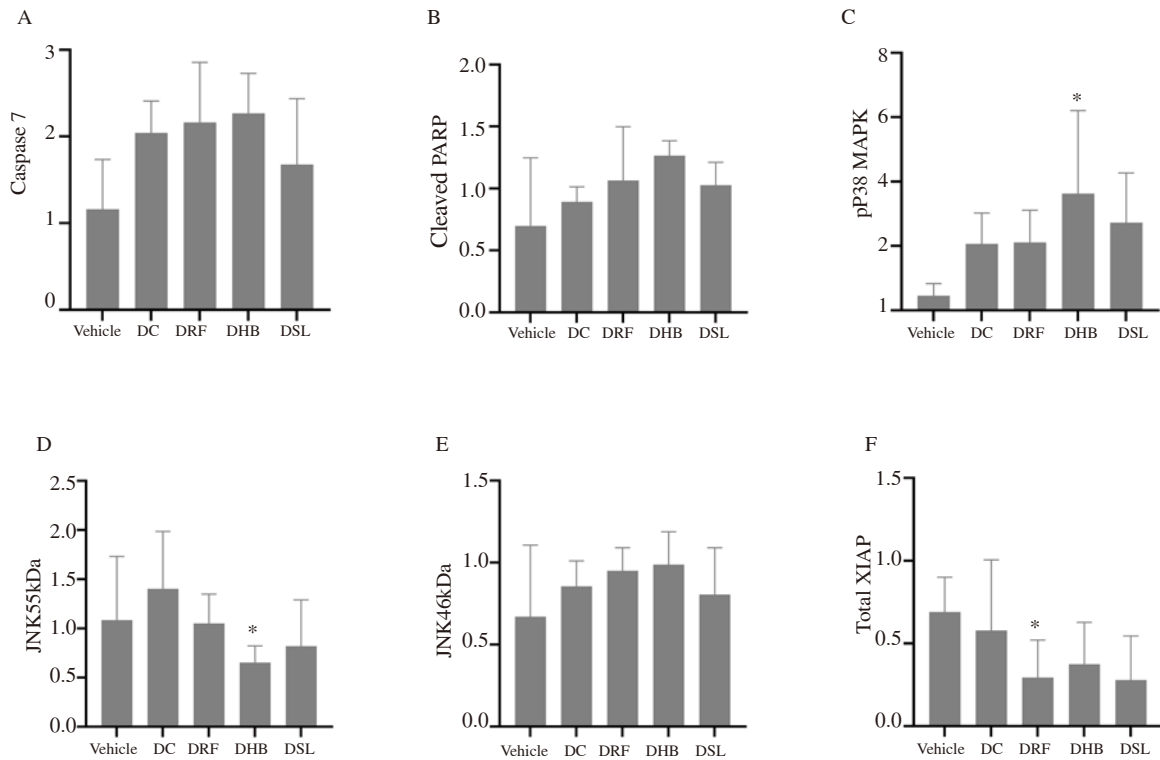 A
Caspase 7
3
2
1
0
Vehicle DC DRF DHB DSL
B
Cleaved PARP
2.0
1.5
1.0
0.5
0.0
Vehicle DC DRF DHB DSL
C
pP38 MAPK
8
6
4
2
1
*
Vehicle DC DRF DHB DSL
D
JNK55kDa
2.5
2.0
1.5
1.0
0.5
0.0
*
Vehicle DC DRF DHB DSL
E
JNK46kDa
1.5
1.0
0.5
0.0
Vehicle DC DRF DHB DSL
F
Total XIAP
1.5
1.0
0.5
0.0
*
Vehicle DC DRF DHB DSL